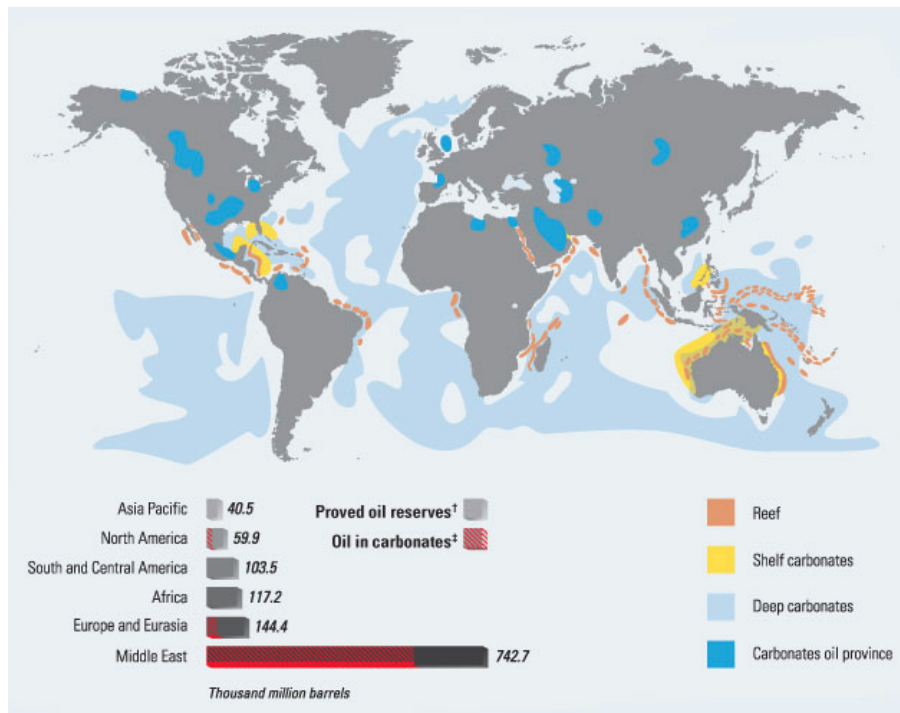 Asia Pacific 40.5
North America 59.9
South and Central America 103.5
Africa 117.2
Europe and Eurasia 144.4
Middle East 742.7
Thousand million barrels
Proved oil reserves†
Oil in carbonates‡
Reef
Shelf carbonates
Deep carbonates
Carbonates oil province